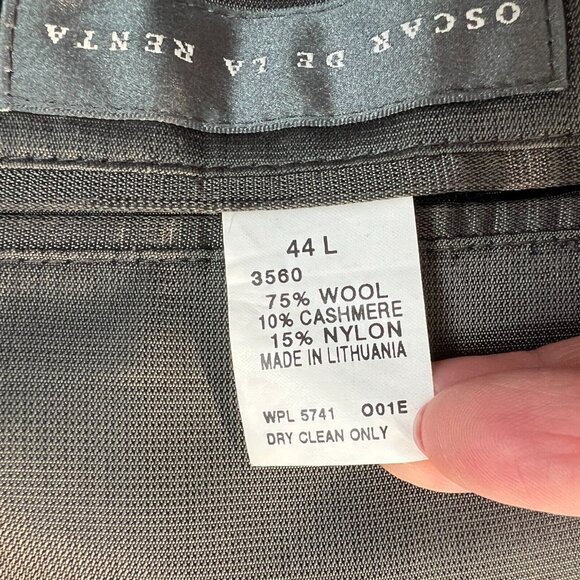 OSCAR DE LA RENTA
44 L
3560
75% WOOL
10% CASHMERE
15% NYLON
MADE IN LITHUANIA
WPL 5741 001E
DRY CLEAN ONLY